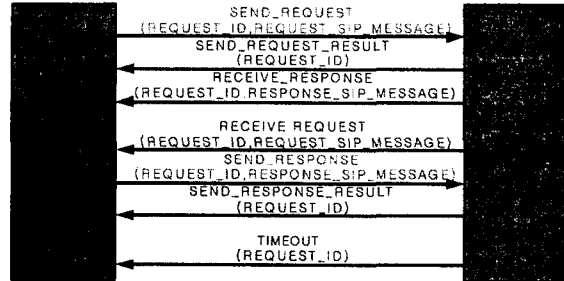 SEND_REQUEST
(REQUEST_ID,REQUEST_SIP_MESSAGE)
SEND_REQUEST_RESULT
(REQUEST_ID)
RECEIVE_RESPONSE
(REQUEST_ID.RESPONSE_SIP_MESSAGE)
RECEIVE REQUEST
(REQUEST_ID,REQUEST_SIP_MESSAGE)
SEND_RESPONSE
(REQUEST_ID,RESPONSE_SIP_MESSAGE)
SEND_RESPONSE_RESULT
(REQUEST_ID)
TIMEOUT
(REQUEST_ID)